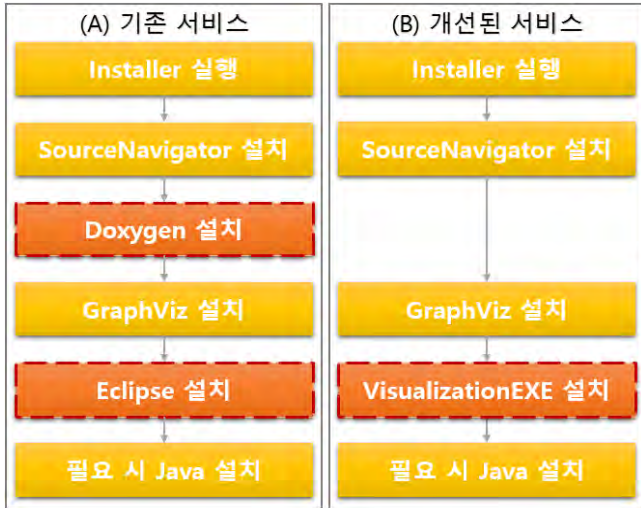 (A) 기존 서비스
Installer 실행
SourceNavigator 설치
Doxygen 설치
GraphViz 설치
Eclipse 설치
필요 시 Java 설치
(B) 개선된 서비스
Installer 실행
SourceNavigator 설치
GraphViz 설치
VisualizationEXE 설치
필요 시 Java 설치